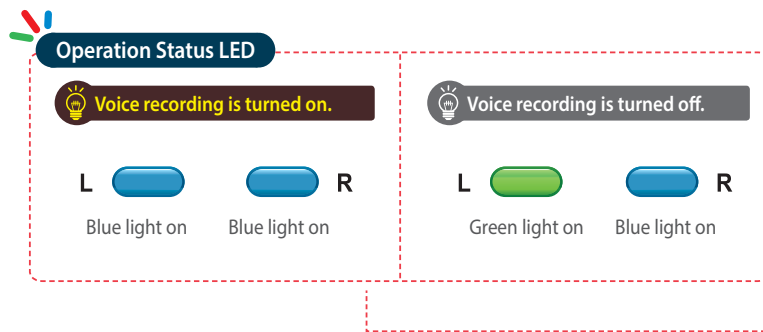 Operation Status LED
Voice recording is turned on.
L R
Blue light on Blue light on
Voice recording is turned off.
L R
Green light on Blue light on